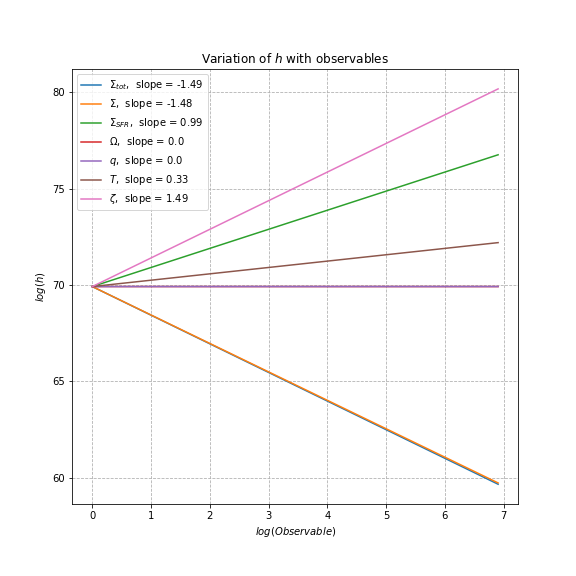 Variation of h with observables
Σ_tot, slope = -1.49
Σ, slope = -1.48
Σ_SFR, slope = 0.99
Ω, slope = 0.0
q, slope = 0.0
T, slope = 0.33
ζ, slope = 1.49
80
75
70
65
60
log(h)
0 1 2 3 4 5 6 7
log(Observable)